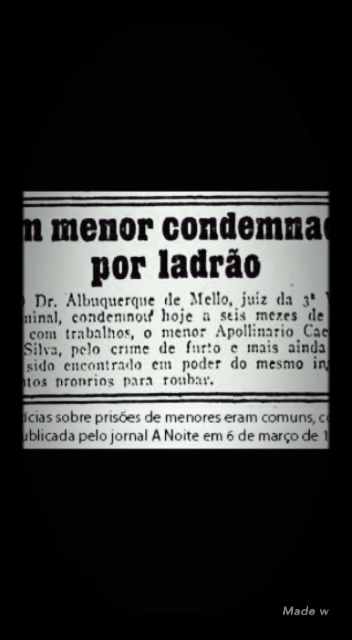 m menor condemnad
por ladrão
Dr. Albuquerque de Mello, juiz da 3ª V
minal, condemnou hoje a seis mezes de
com trabalhos, o menor Apollinario Cae
Silva, pelo crime de furto e mais ainda
sido encontrado em poder do mesmo in
tos proprios para roubar.
ícias sobre prisões de menores eram comuns, co
ublicada pelo jornal A Noite em 6 de março de 1
Made w